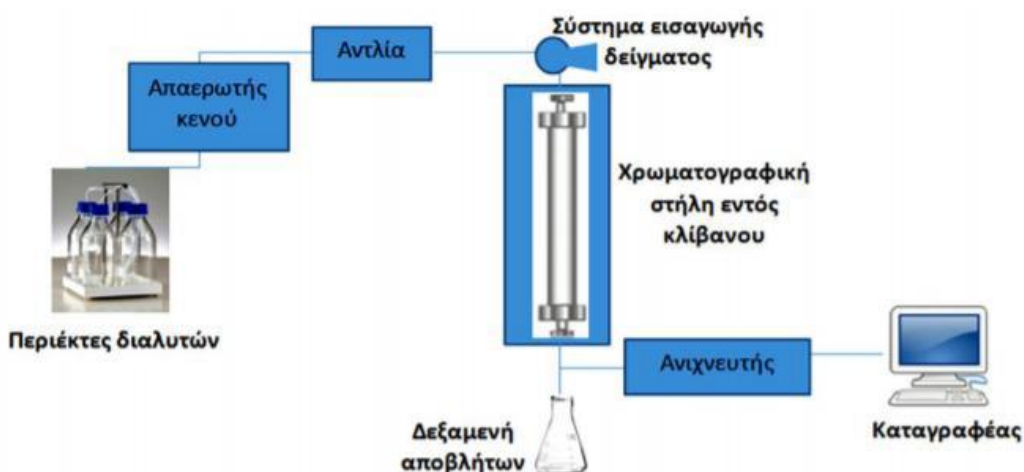 Σύστημα εισαγωγής
δείγματος
Αντλία
Απαερωτής
κενού
Χρωματογραφική
στήλη εντός
κλίβανου
Περιέκτες διαλυτών
Ανιχνευτής
Δεξαμενή
αποβλήτων
Καταγραφέας